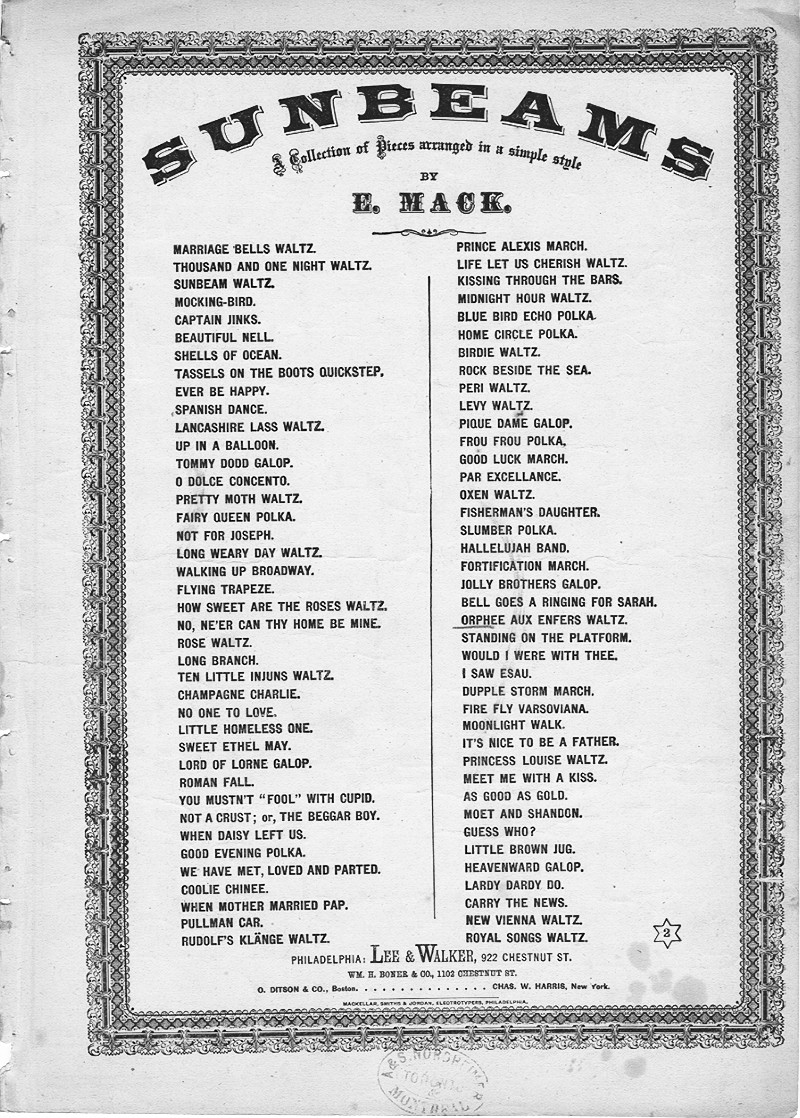 SUNBEAMS
A Collection of Pieces arranged in a simple style
BY
E. MACK.
MARRIAGE BELLS WALTZ.
THOUSAND AND ONE NIGHT WALTZ.
SUNBEAM WALTZ.
MOCKING-BIRD.
CAPTAIN JINKS.
BEAUTIFUL NELL.
SHELLS OF OCEAN.
TASSELS ON THE BOOTS QUICKSTEP.
EVER BE HAPPY.
SPANISH DANCE.
LANCASHIRE LASS WALTZ.
UP IN A BALLOON.
TOMMY DODD GALOP.
O DOLCE CONCENTO.
PRETTY MOTH WALTZ.
FAIRY QUEEN POLKA.
NOT FOR JOSEPH.
LONG WEARY DAY WALTZ.
WALKING UP BROADWAY.
FLYING TRAPEZE.
HOW SWEET ARE THE ROSES WALTZ.
NO, NE'ER CAN THY HOME BE MINE.
ROSE WALTZ.
LONG BRANCH.
TEN LITTLE INJUNS WALTZ.
CHAMPAGNE CHARLIE.
NO ONE TO LOVE.
LITTLE HOMELESS ONE.
SWEET ETHEL MAY.
LORD OF LORNE GALOP.
ROMAN FALL.
YOU MUSTN'T "FOOL" WITH CUPID.
NOT A CRUST; or, THE BEGGAR BOY.
WHEN DAISY LEFT US.
GOOD EVENING POLKA.
WE HAVE MET, LOVED AND PARTED.
COOLIE CHINEE.
WHEN MOTHER MARRIED PAP.
PULLMAN CAR.
RUDOLF'S KLÄNGE WALTZ.
PRINCE ALEXIS MARCH.
LIFE LET US CHERISH WALTZ.
KISSING THROUGH THE BARS.
MIDNIGHT HOUR WALTZ.
BLUE BIRD ECHO POLKA.
HOME CIRCLE POLKA.
BIRDIE WALTZ.
ROCK BESIDE THE SEA.
PERI WALTZ.
LEVY WALTZ.
PIQUE DAME GALOP.
FROU FROU POLKA.
GOOD LUCK MARCH.
PAR EXCELLANCE.
OXEN WALTZ.
FISHERMAN'S DAUGHTER.
SLUMBER POLKA.
HALLELUJAH BAND.
FORTIFICATION MARCH.
JOLLY BROTHERS GALOP.
BELL GOES A RINGING FOR SARAH.
ORPHEE AUX ENFERS WALTZ.
STANDING ON THE PLATFORM.
WOULD I WERE WITH THEE.
I SAW ESAU.
DUPPLE STORM MARCH.
FIRE FLY VARSOVIANA.
MOONLIGHT WALK.
IT'S NICE TO BE A FATHER.
PRINCESS LOUISE WALTZ.
MEET ME WITH A KISS.
AS GOOD AS GOLD.
MOET AND SHANDON.
GUESS WHO?
LITTLE BROWN JUG.
HEAVENWARD GALOP.
LARDY DARDY DO.
CARRY THE NEWS.
NEW VIENNA WALTZ.
ROYAL SONGS WALTZ.
2
PHILADELPHIA: LEE & WALKER, 922 CHESTNUT ST.
WM. H. BONER & CO., 1102 CHESTNUT ST.
O. DITSON & CO., Boston. . . . . . . . . . . . . . . . CHAS. W. HARRIS, New York.
MACKELLAR, SMITHS & JORDAN, ELECTROTYPERS, PHILADELPHIA.
A&S. NORDHEIMER
TORONTO
&
MONTREAL